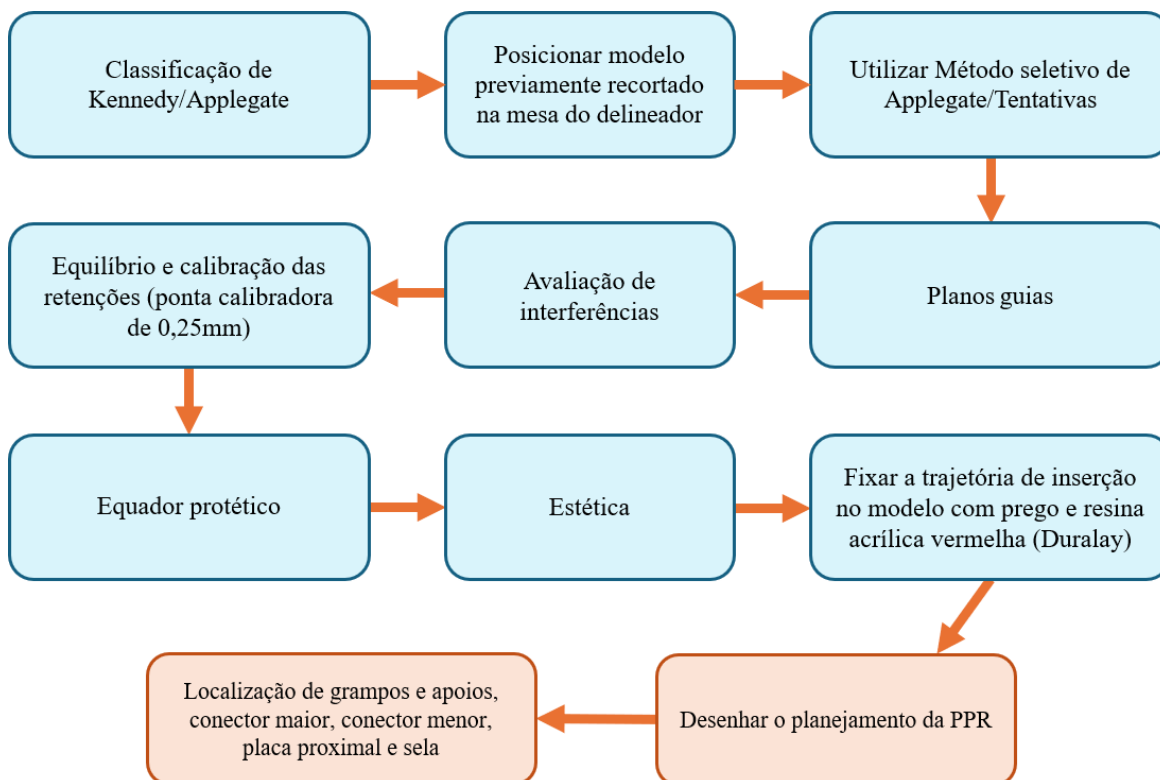 Classificação de
Kennedy/Applegate
Posicionar modelo
previamente recortado
na mesa do delineador
Utilizar Método seletivo de
Applegate/Tentativas
Planos guias
Avaliação de
interferências
Equilíbrio e calibração das
retenções (ponta calibradora
de 0,25mm)
Equador protético
Estética
Fixar a trajetória de inserção
no modelo com prego e resina
acrílica vermelha (Duralay)
Desenhar o planejamento da PPR
Localização de grampos e apoios,
conector maior, conector menor,
placa proximal e sela